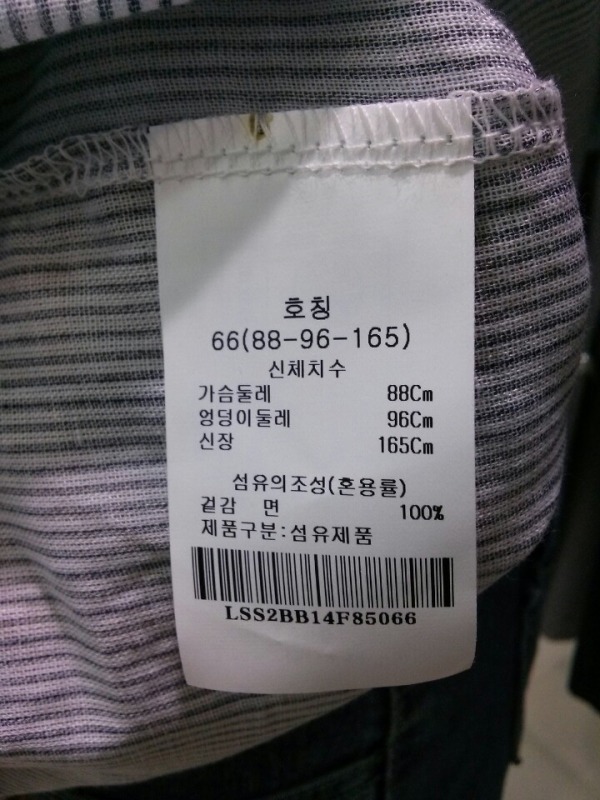 호칭
66(88-96-165)
신체치수
가슴둘레 88Cm
엉덩이둘레 96Cm
신장 165Cm
섬유의조성(혼용률)
겉감 면 100%
제품구분:섬유제품
LSS2BB14F85066